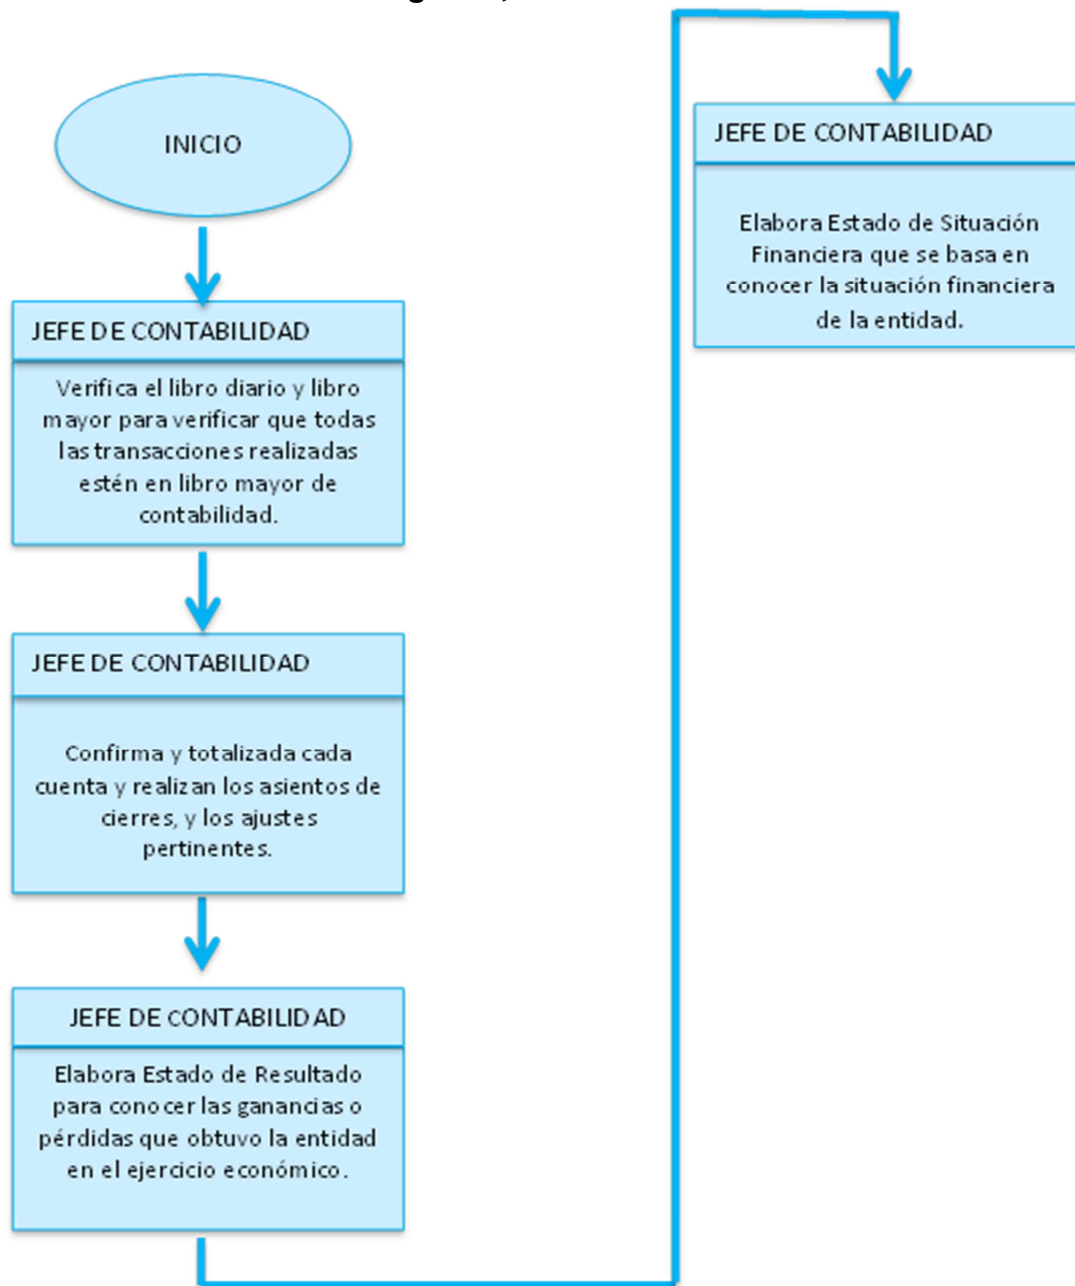 INICIO
JEFE DE CONTABILIDAD
Verifica el libro diario y libro
mayor para verificar que todas
las transacciones realizadas
estén en libro mayor de
contabilidad.
JEFE DE CONTABILIDAD
Confirma y totalizada cada
cuenta y realizan los asientos de
cierres, y los ajustes
pertinentes.
JEFE DE CONTABILIDAD
Elabora Estado de Resultado
para conocer las ganancias o
pérdidas que obtuvo la entidad
en el ejercicio económico.
JEFE DE CONTABILIDAD
Elabora Estado de Situación
Financiera que se basa en
conocer la situación financiera
de la entidad.